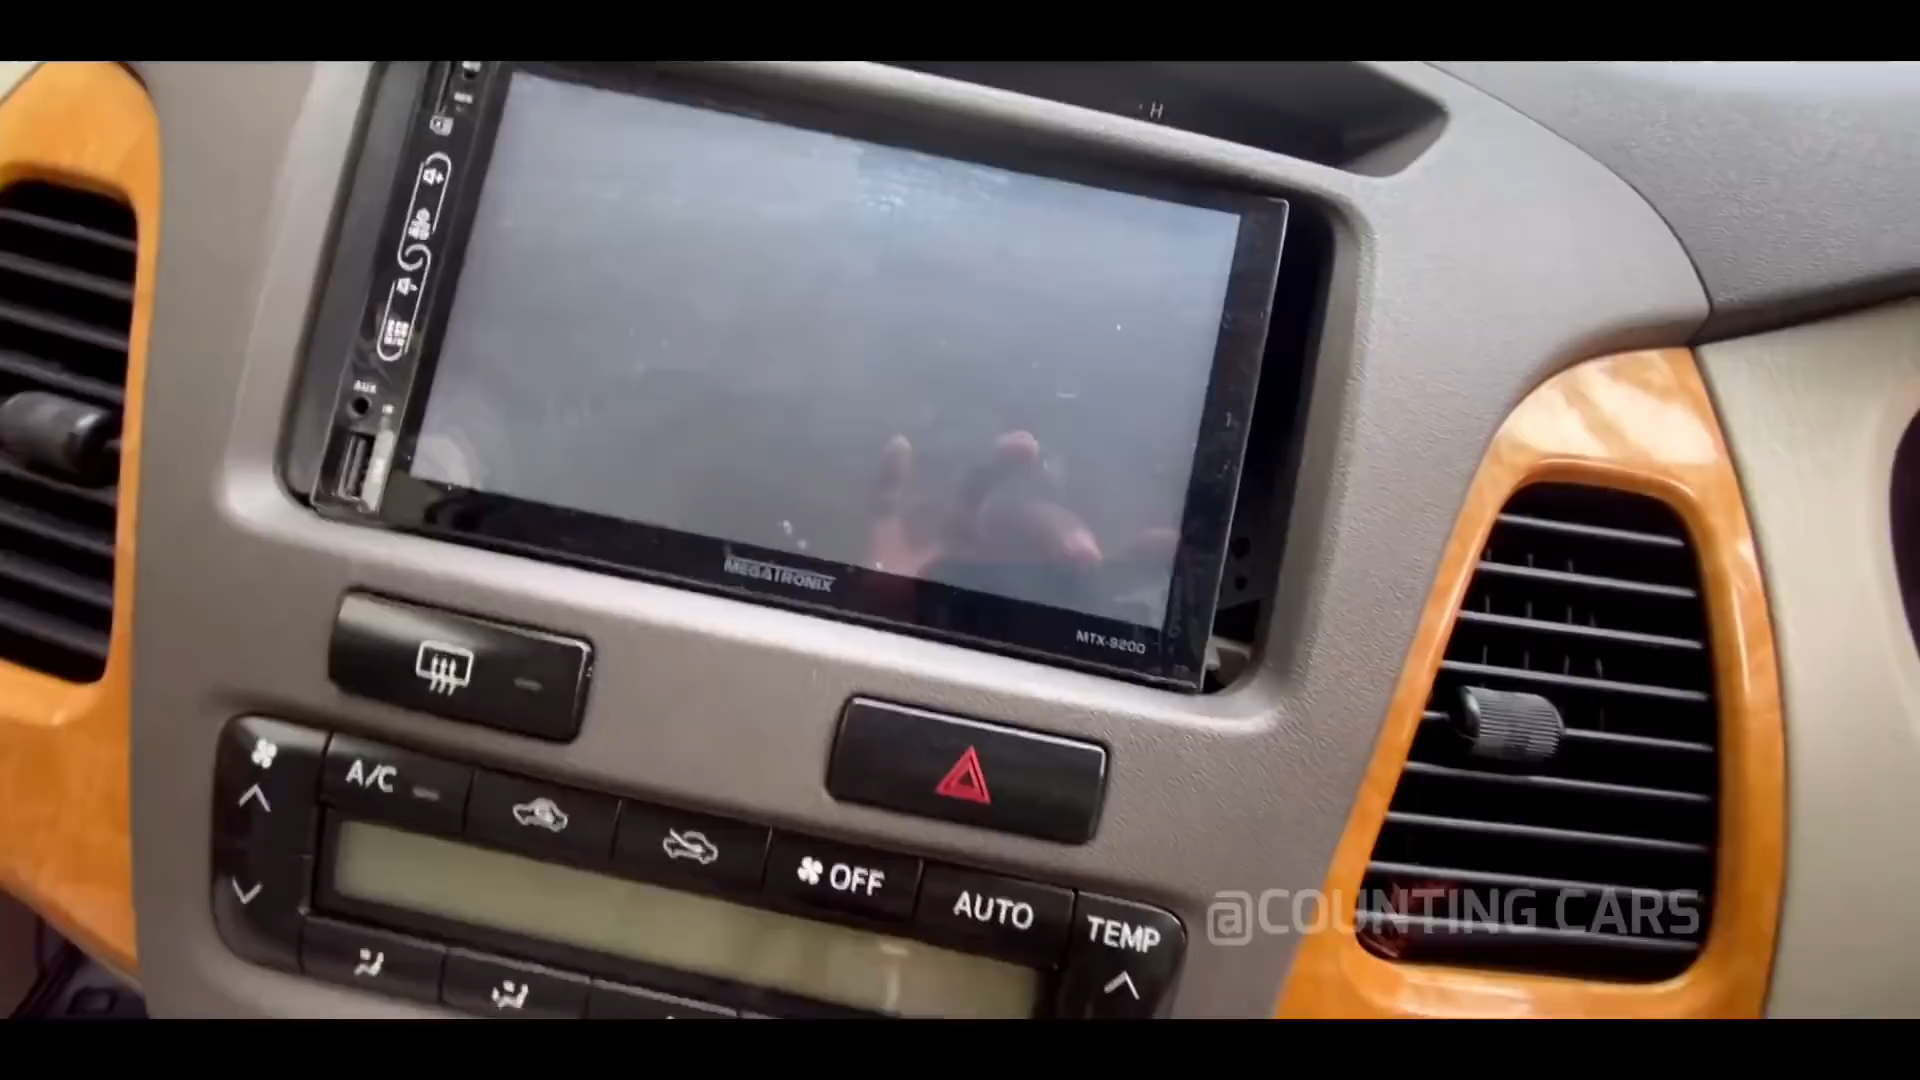 H
AUX
MEGATRONIX
MTX-9200
A/C
OFF
AUTO
TEMP
@COUNTING CARS